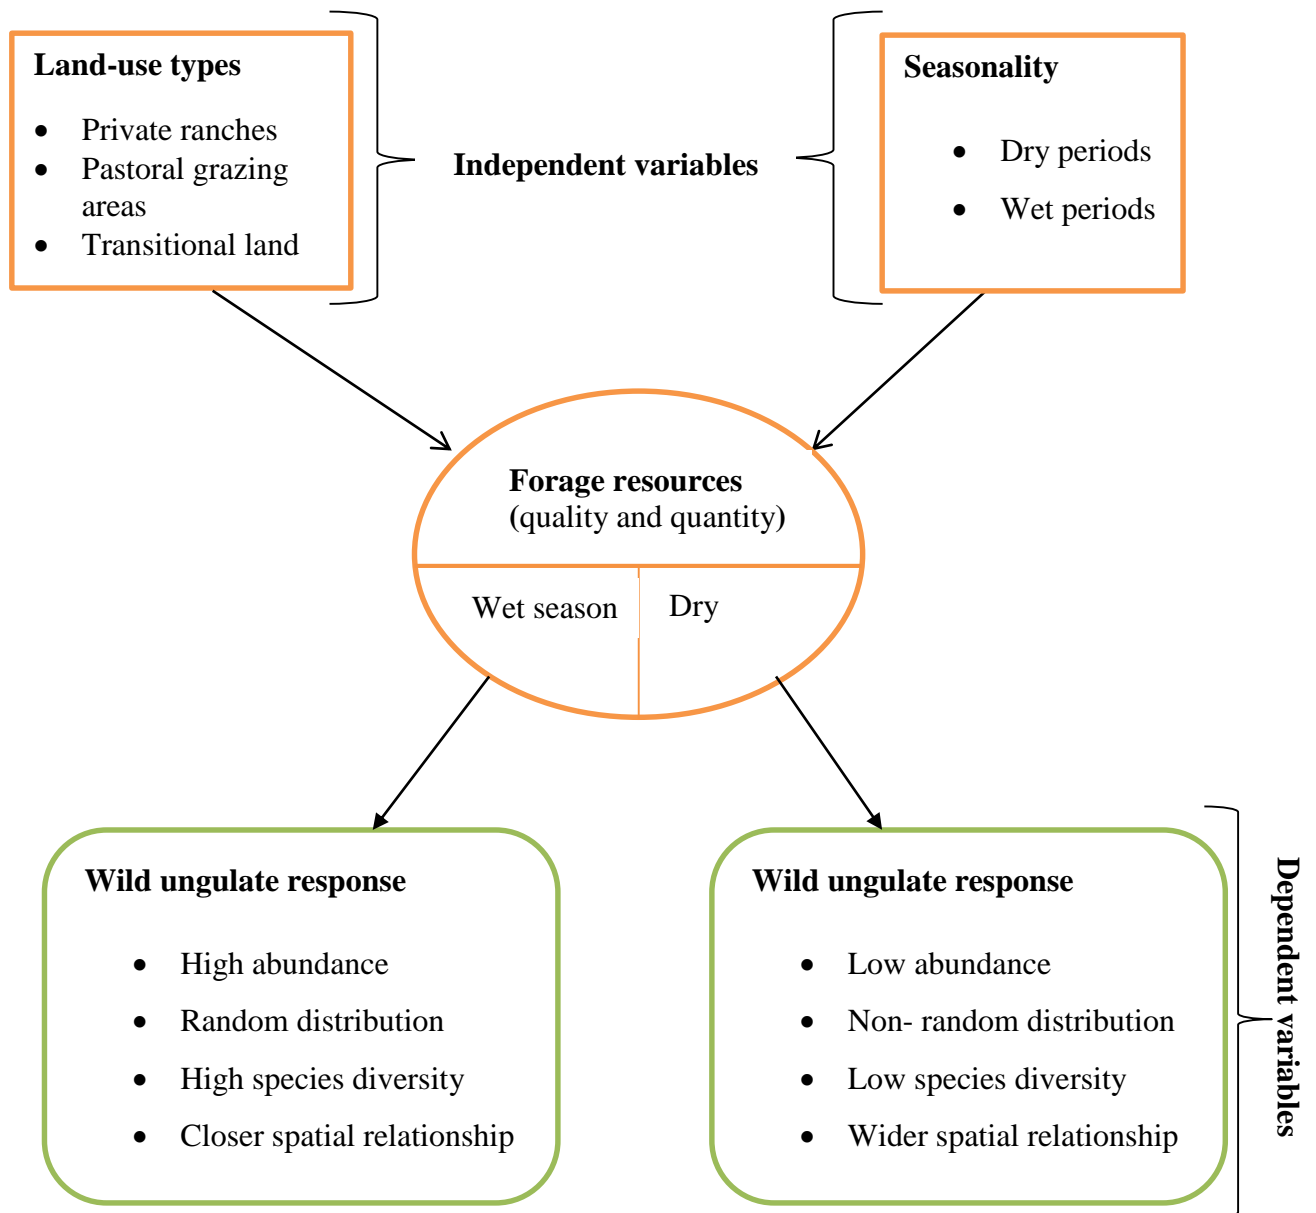 Land-use types
• Private ranches
• Pastoral grazing
areas
• Transitional land
Independent variables
Seasonality
• Dry periods
• Wet periods
Forage resources
(quality and quantity)
Wet season
Dry
Wild ungulate response
• High abundance
• Random distribution
• High species diversity
• Closer spatial relationship
Wild ungulate response
• Low abundance
• Non- random distribution
• Low species diversity
• Wider spatial relationship
Dependent variables